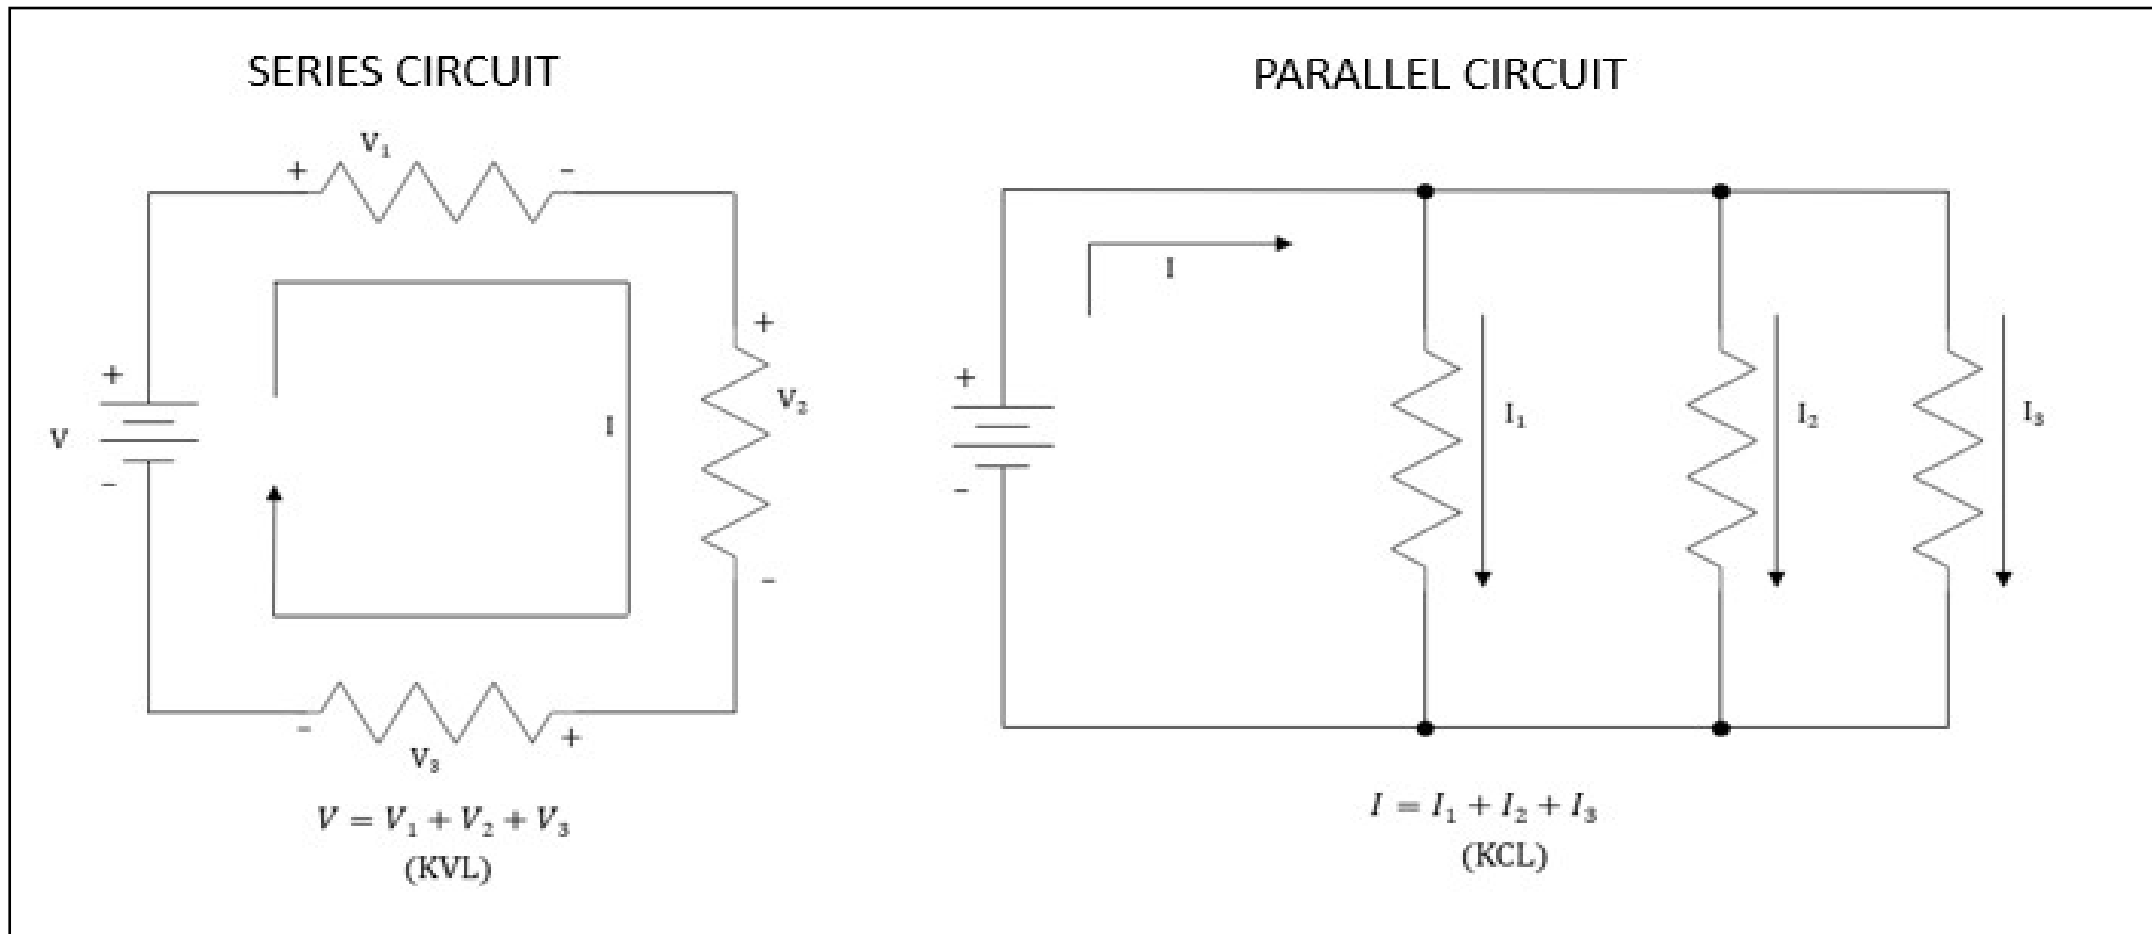 SERIES CIRCUIT
V₁
+ −
+
V
−
I
+
V₂
−
− +
V₃
V = V₁ + V₂ + V₃
(KVL)
PARALLEL CIRCUIT
I
+
−
I₁
I₂
I₃
I = I₁ + I₂ + I₃
(KCL)